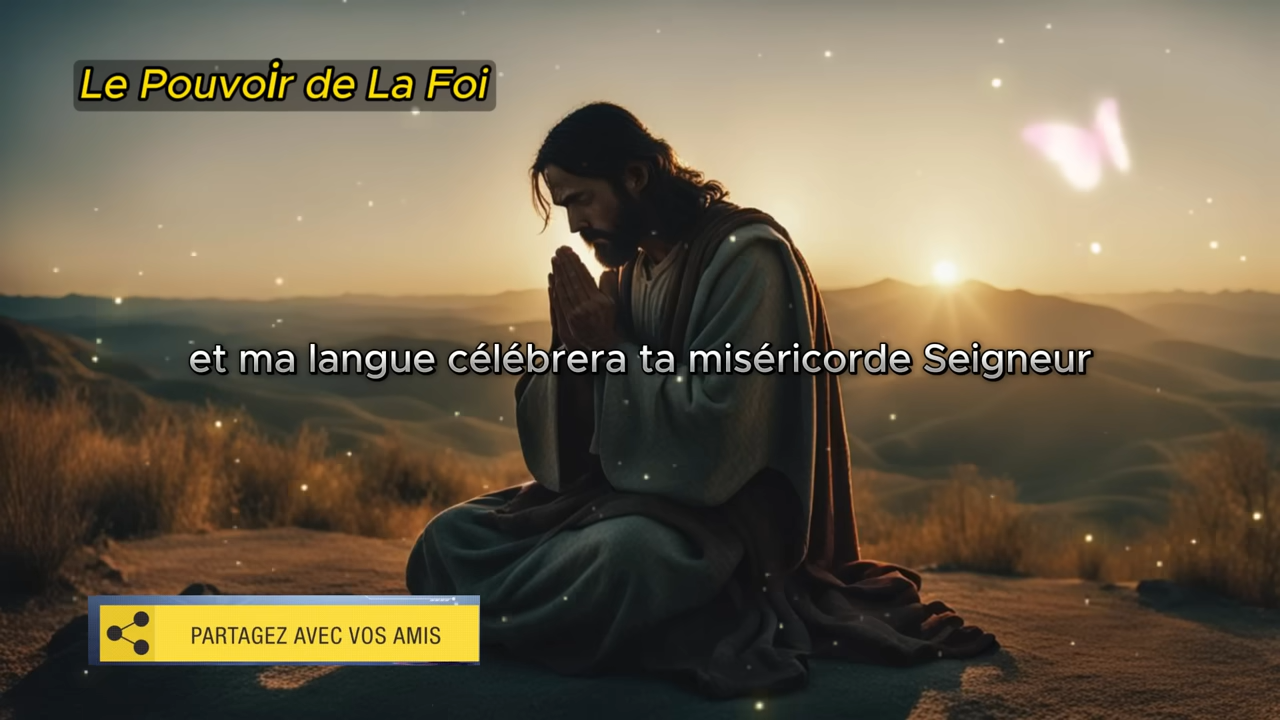 Le Pouvoir de La Foi
et ma langue célébrera ta miséricorde Seigneur
PARTAGEZ AVEC VOS AMIS